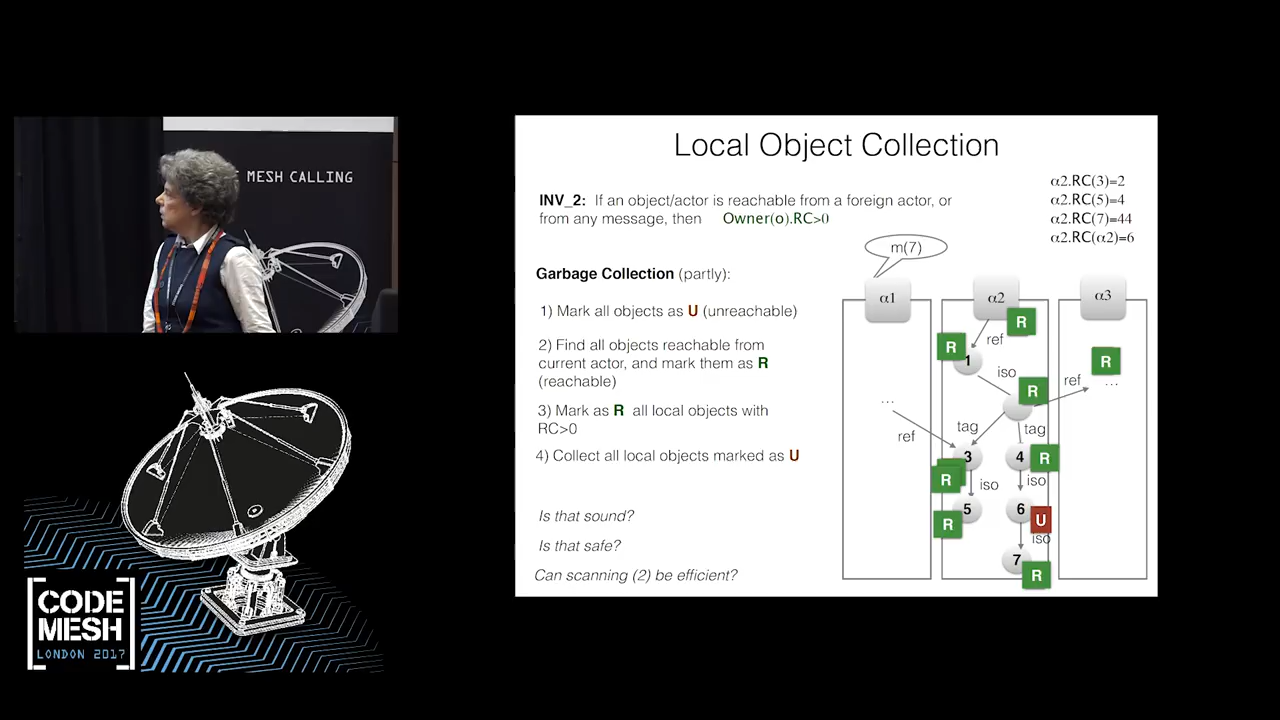 E MESH CALLING
CODE
MESH
LONDON 2017
Local Object Collection
INV_2: If an object/actor is reachable from a foreign actor, or
from any message, then Owner(o).RC>0
α2.RC(3)=2
α2.RC(5)=4
α2.RC(7)=44
α2.RC(α2)=6
Garbage Collection (partly):
1) Mark all objects as U (unreachable)
2) Find all objects reachable from
current actor, and mark them as R
(reachable)
3) Mark as R all local objects with
RC>0
4) Collect all local objects marked as U
Is that sound?
Is that safe?
Can scanning (2) be efficient?
m(7)
α1
α2
α3
R
ref
R
1
iso
R
R
ref
...
...
ref
tag
tag
3
4
R
R
iso
iso
5
R
6
U
iso
7
R